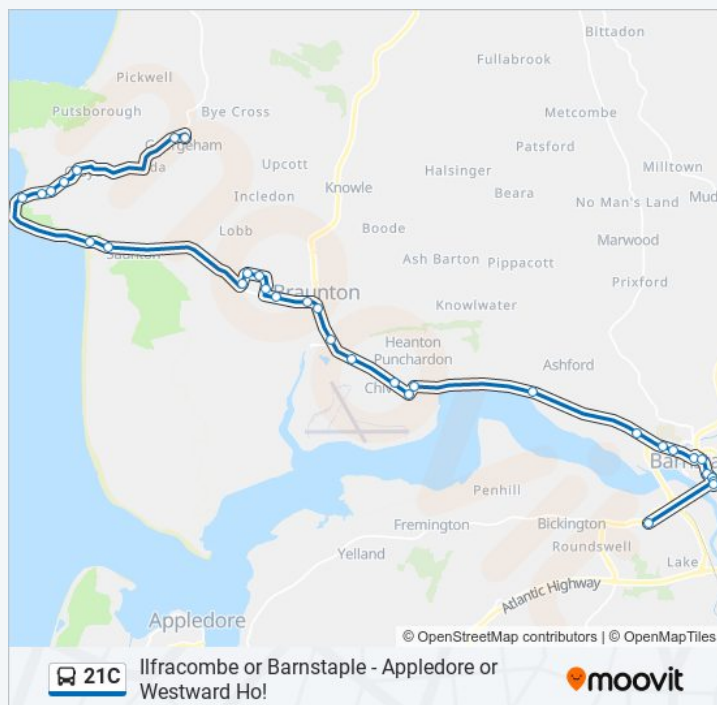 Bittadon
Fullabrook
Pickwell
Putsborough
Bye Cross
Metcombe
Patsford
Milltown
Upcott
Halsinger
Knowle
Beara
No Man's Land
Incledon
Lobb
Boode
Marwood
Ash Barton
Pippacott
Prixford
Braunton
Knowlwater
Heanton
Punchardon
Ashford
Penhill
Fremington
Bickington
Roundswell
Yelland
Lake
Atlantic Highway
Appledore
© OpenStreetMap contributors | © OpenMapTiles
21C
Ilfracombe or Barnstaple - Appledore or
Westward Ho!
moovit